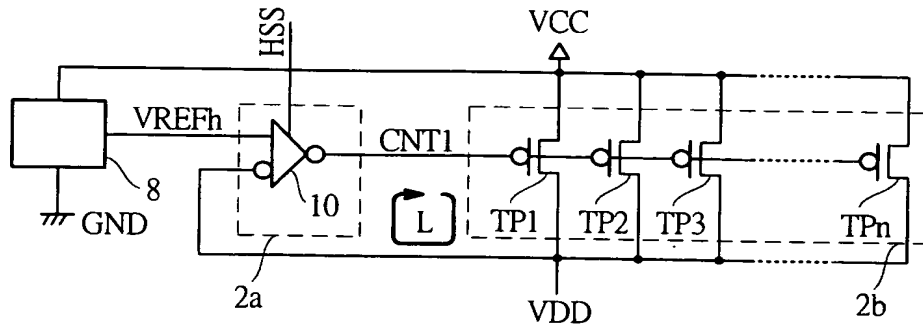 HSS
VCC
VREFh
CNT1
8
10
L
GND
TP1
TP2
TP3
TPn
2a
VDD
2b